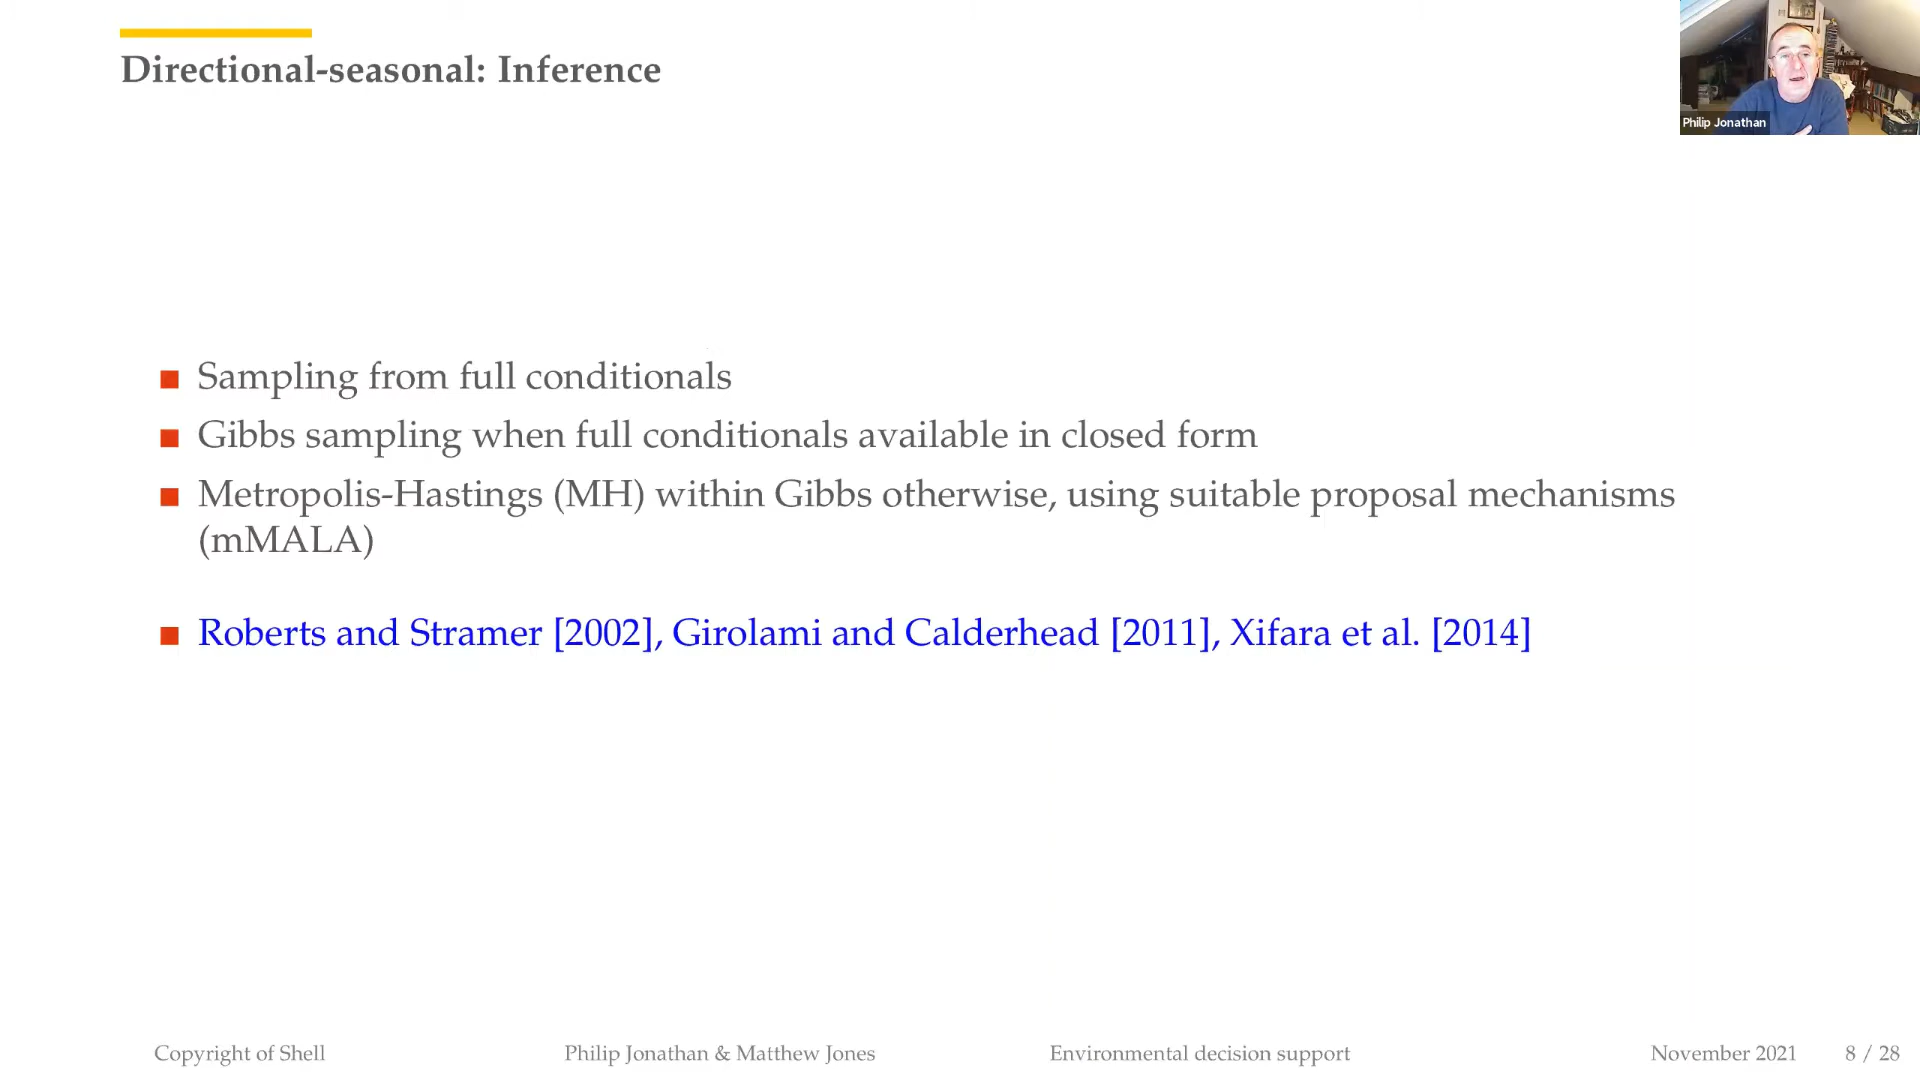 Directional-seasonal: Inference
Philip Jonathan
■ Sampling from full conditionals
■ Gibbs sampling when full conditionals available in closed form
■ Metropolis-Hastings (MH) within Gibbs otherwise, using suitable proposal mechanisms
(mMALA)
■ Roberts and Stramer [2002], Girolami and Calderhead [2011], Xifara et al. [2014]
Copyright of Shell Philip Jonathan & Matthew Jones Environmental decision support November 2021 8 / 28